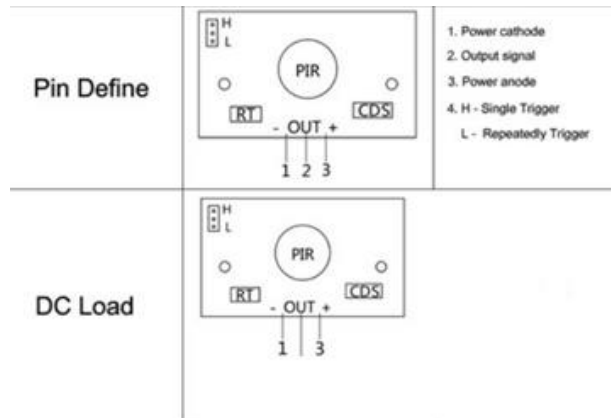 Pin Define
H
L
PIR
RT
CDS
- OUT +
1 2 3
1. Power cathode
2. Output signal
3. Power anode
4. H - Single Trigger
L - Repeatedly Trigger
DC Load
H
L
PIR
RT
CDS
- OUT +
1 3